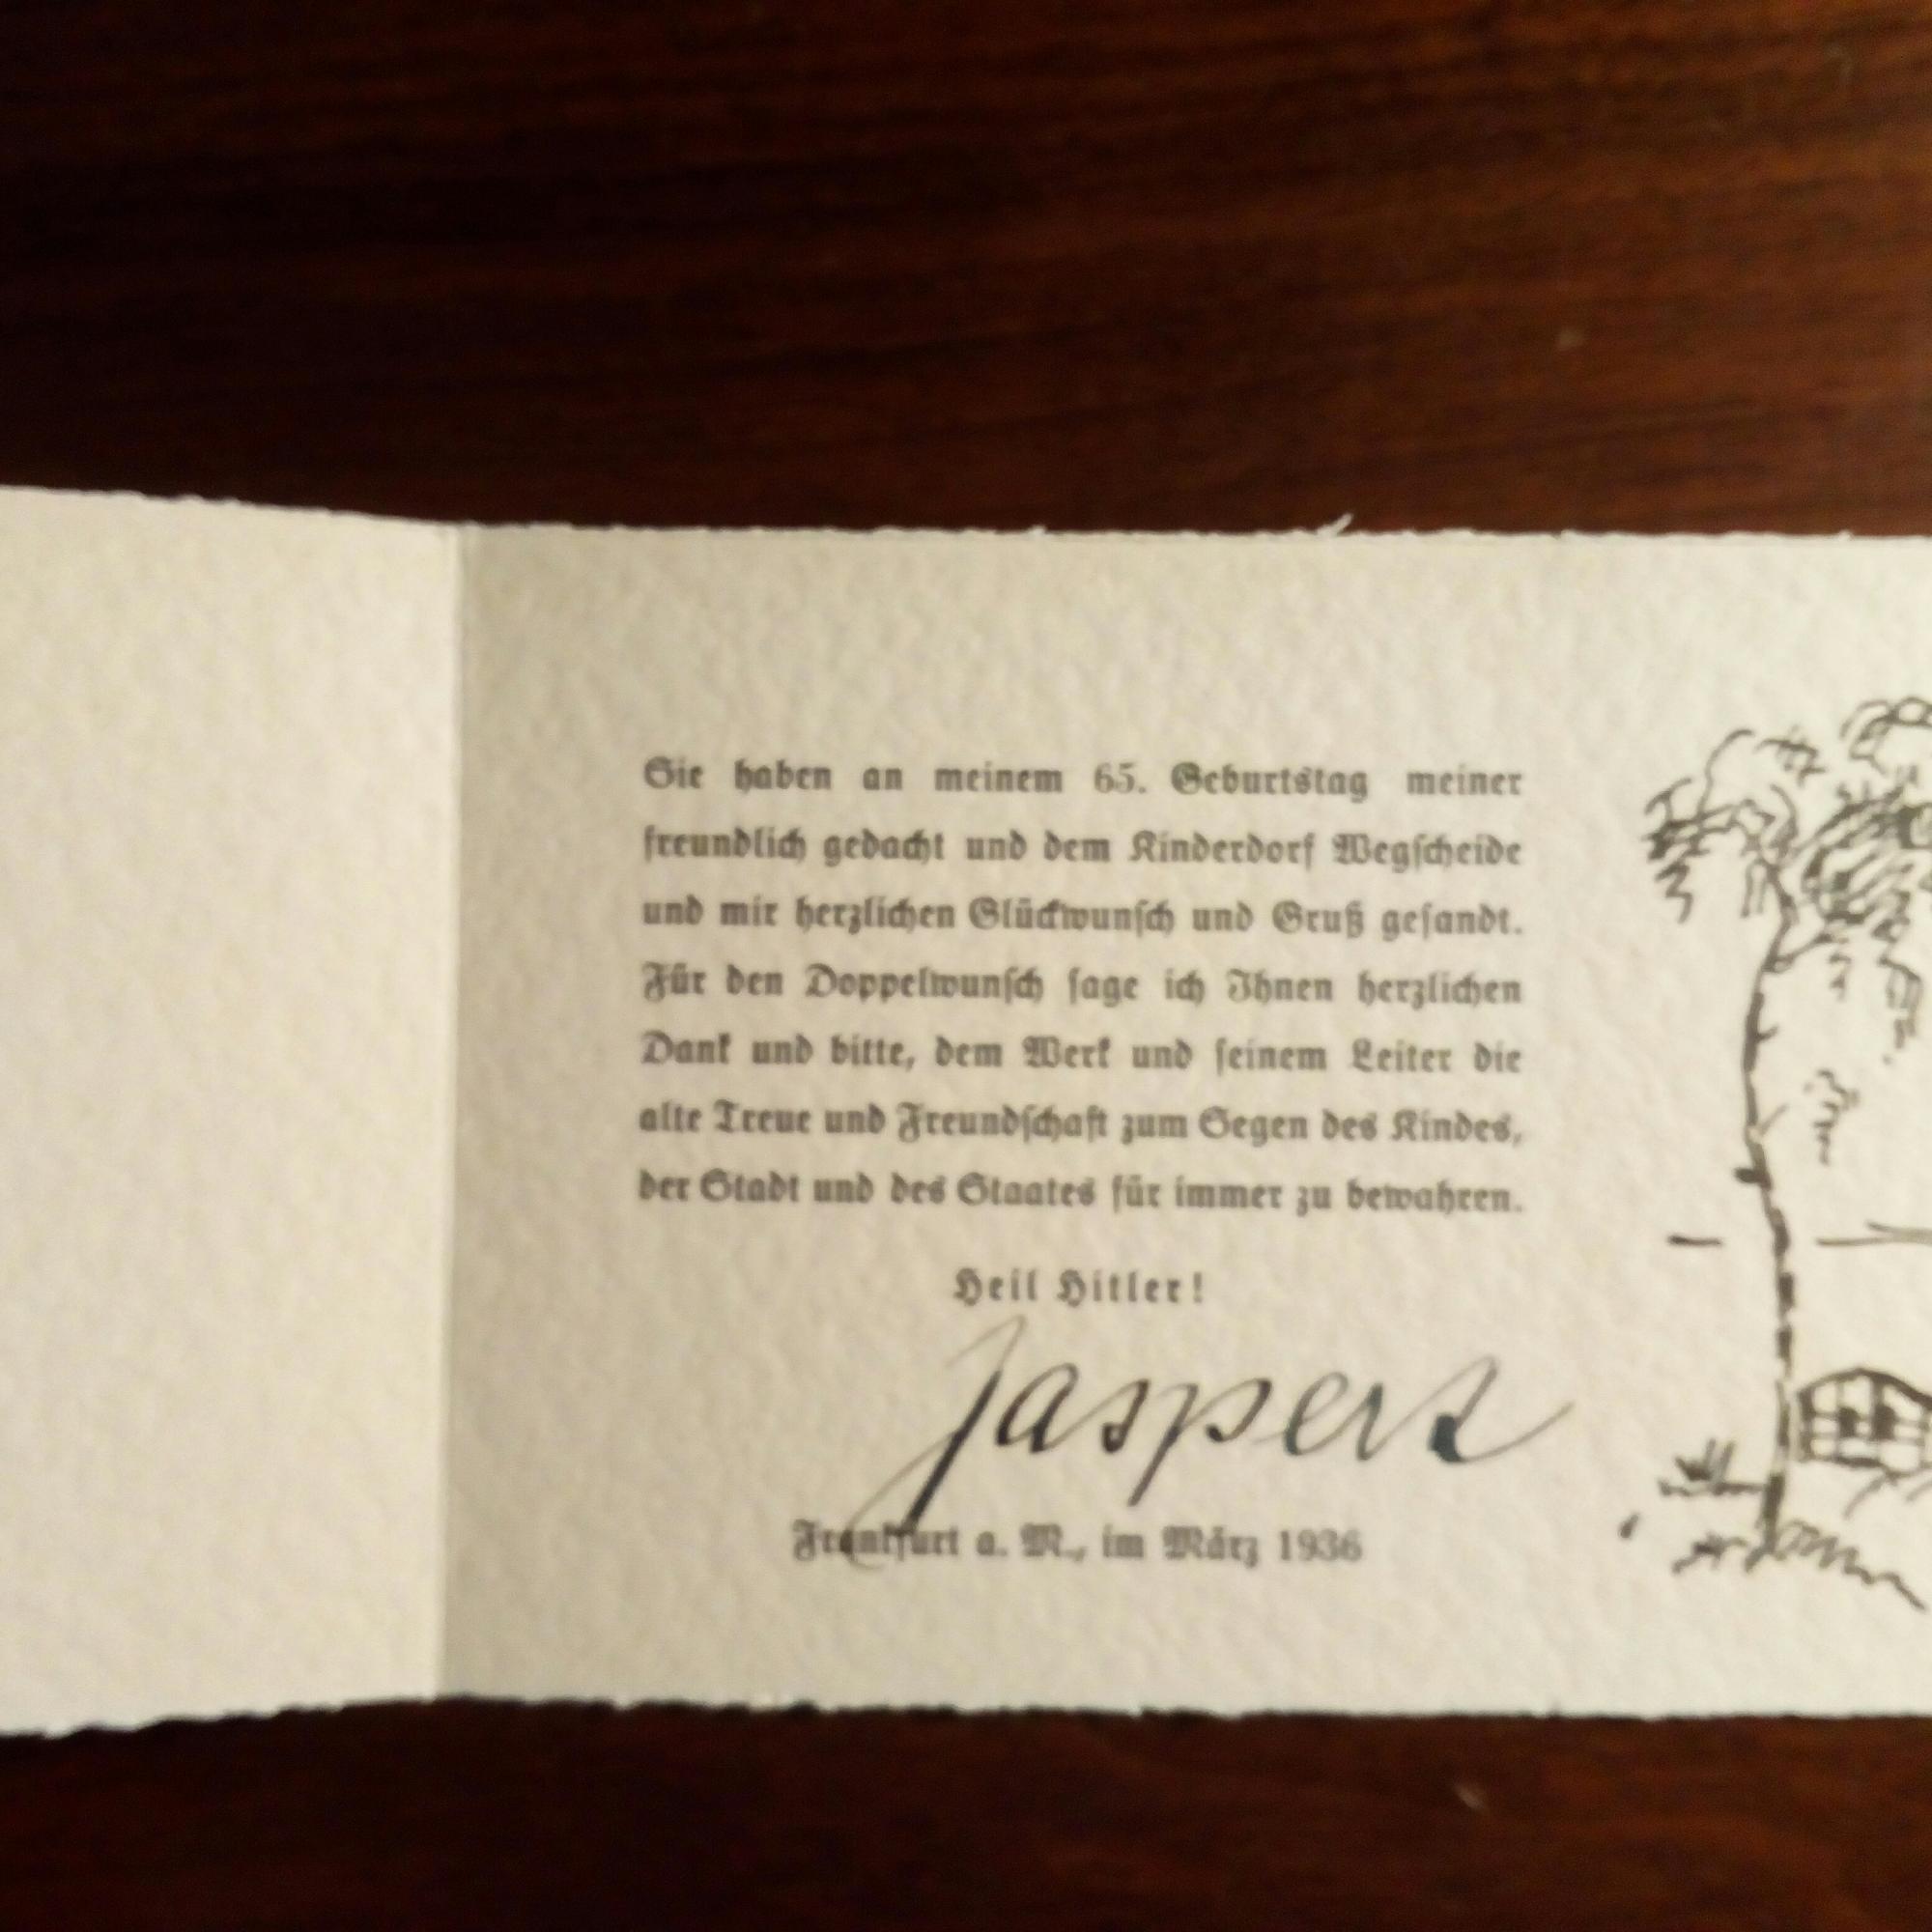 Sie haben an meinem 65. Geburtstag meiner
freundlich gedacht und dem Kinderdorf Wegſcheide
und mir herzlichen Glückwunſch und Gruß geſandt.
Für den Doppelwunſch ſage ich Ihnen herzlichen
Dank und bitte, dem Werk und ſeinem Leiter die
alte Treue und Freundſchaft zum Segen des Kindes,
der Stadt und des Staates für immer zu bewahren.
Heil Hitler!
Jaspert
Frankfurt a. M., im März 1936